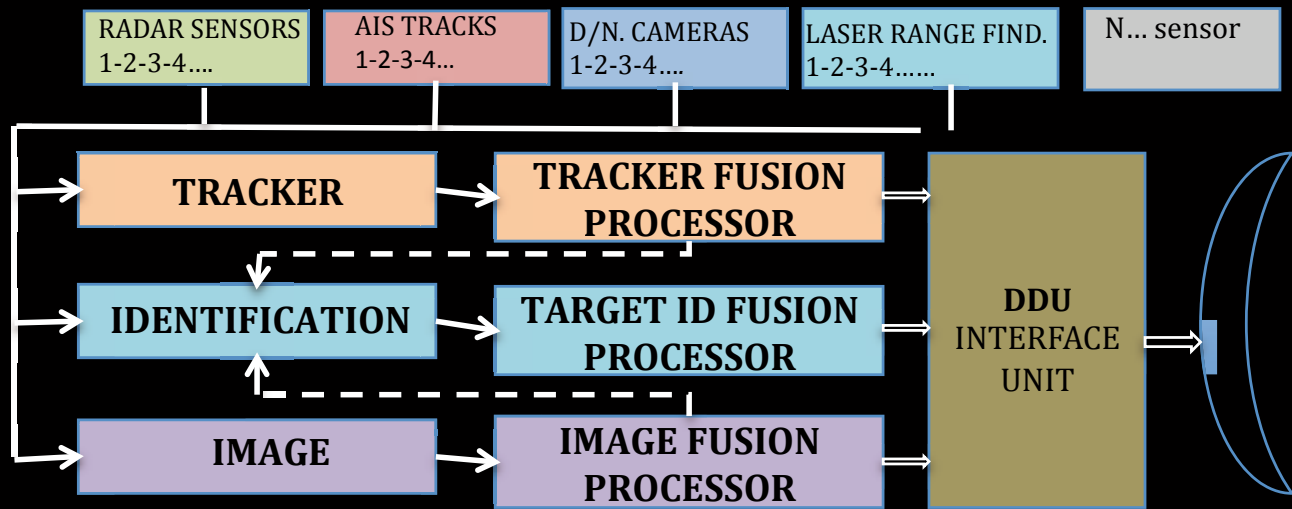 RADAR SENSORS
1-2-3-4....
AIS TRACKS
1-2-3-4...
D/N. CAMERAS
1-2-3-4....
LASER RANGE FIND.
1-2-3-4......
N... sensor
TRACKER
TRACKER FUSION
PROCESSOR
IDENTIFICATION
TARGET ID FUSION
PROCESSOR
IMAGE
IMAGE FUSION
PROCESSOR
DDU
INTERFACE
UNIT